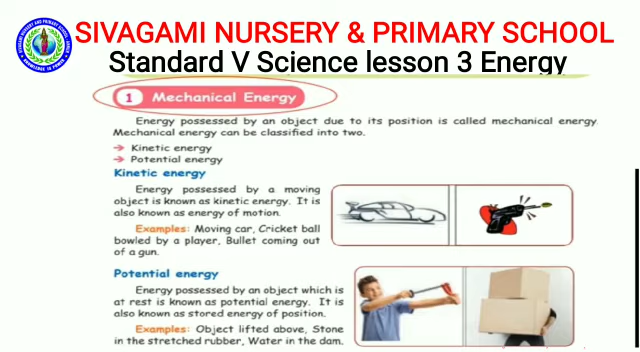 SIVAGAMI NURSERY & PRIMARY SCHOOL
Standard V Science lesson 3 Energy
1 Mechanical Energy
Energy possessed by an object due to its position is called mechanical energy.
Mechanical energy can be classified into two.
→ Kinetic energy
→ Potential energy
Kinetic energy
Energy possessed by a moving
object is known as kinetic energy. It is
also known as energy of motion.
Examples: Moving car, Cricket ball
bowled by a player, Bullet coming out
of a gun.
Potential energy
Energy possessed by an object which is
at rest is known as potential energy. It is
also known as stored energy of position.
Examples: Object lifted above, Stone
in the stretched rubber, Water in the dam.